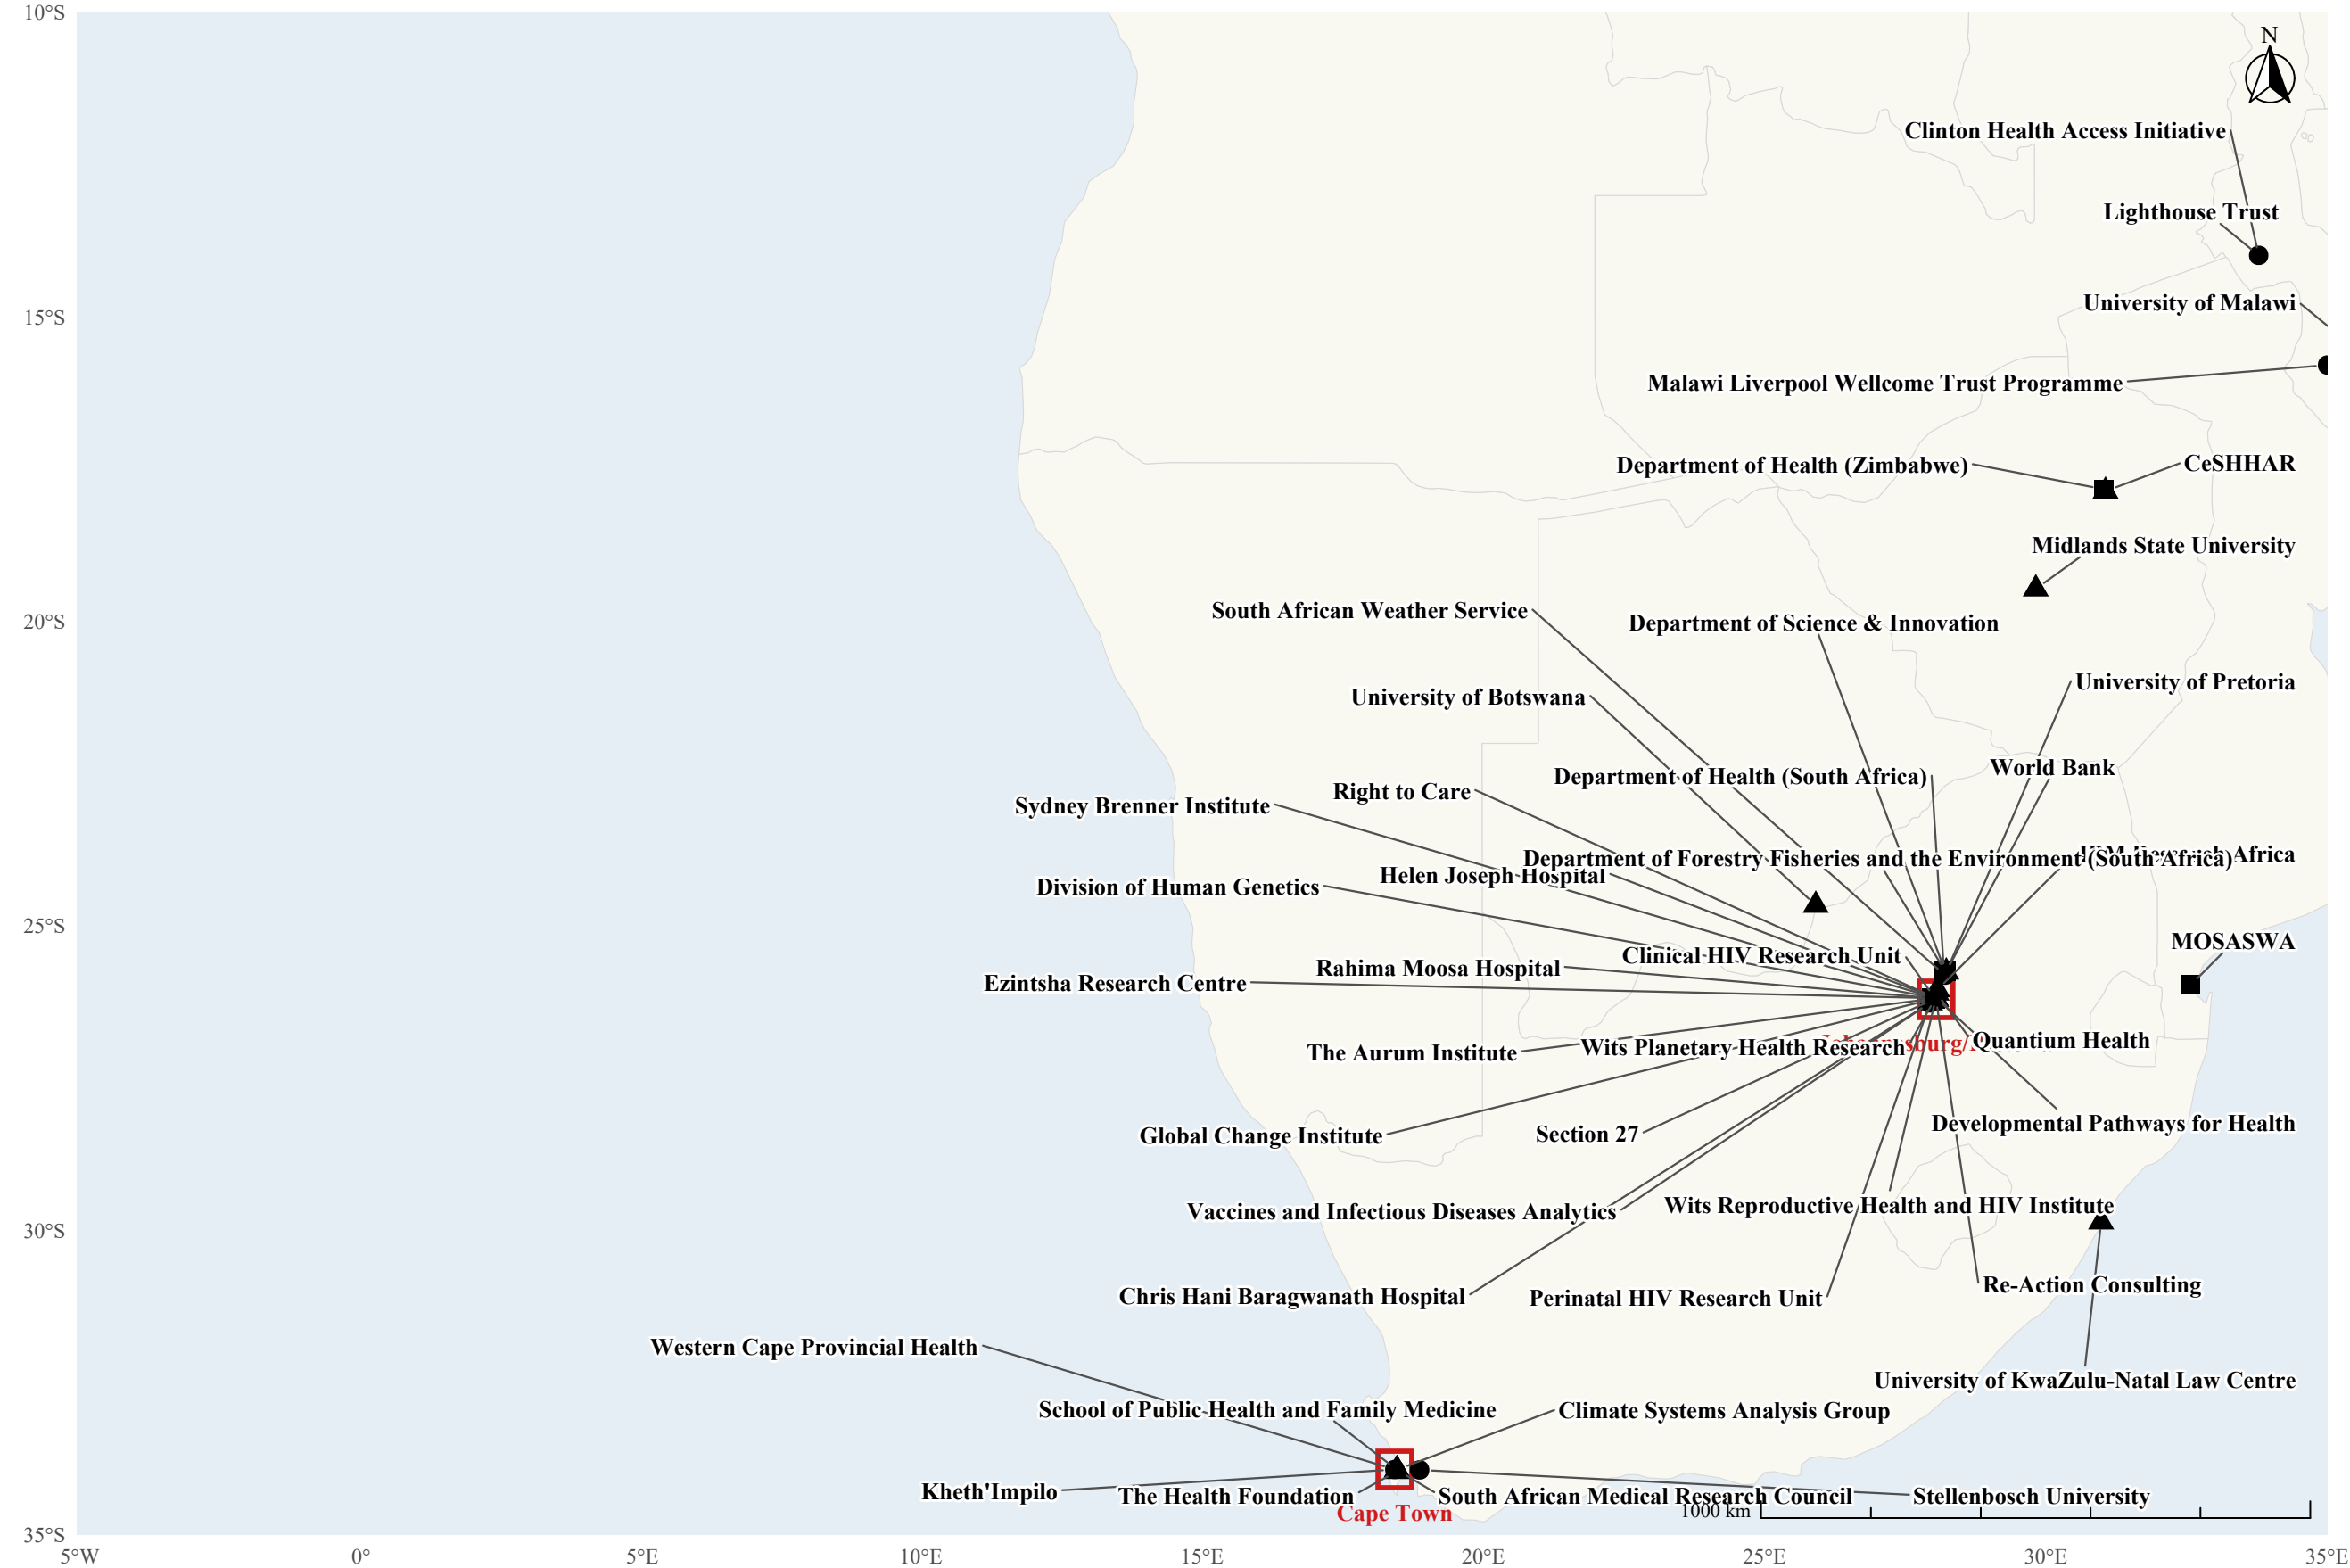 10°S
N
Clinton Health Access Initiative
Lighthouse Trust
University of Malawi
15°S
Malawi Liverpool Wellcome Trust Programme
Department of Health (Zimbabwe)
CeSHHAR
Midlands State University
20°S
South African Weather Service
Department of Science & Innovation
University of Pretoria
University of Botswana
World Bank
Department of Health (South Africa)
Right to Care
Sydney Brenner Institute
Department of Forestry Fisheries and the Environment (South Africa)
Africa
Helen Joseph Hospital
Division of Human Genetics
25°S
MOSASWA
Clinical HIV Research Unit
Rahima Moosa Hospital
Ezintsha Research Centre
Quantium Health
Wits Planetary Health Research
The Aurum Institute
Developmental Pathways for Health
Section 27
Global Change Institute
Wits Reproductive Health and HIV Institute
Vaccines and Infectious Diseases Analytics
30°S
Re-Action Consulting
Chris Hani Baragwanath Hospital
Perinatal HIV Research Unit
Western Cape Provincial Health
University of KwaZulu-Natal Law Centre
School of Public Health and Family Medicine
Climate Systems Analysis Group
Kheth'Impilo
The Health Foundation
South African Medical Research Council
Stellenbosch University
Cape Town
1000 km
35°S
5°W
0°
5°E
10°E
15°E
20°E
25°E
30°E
35°E